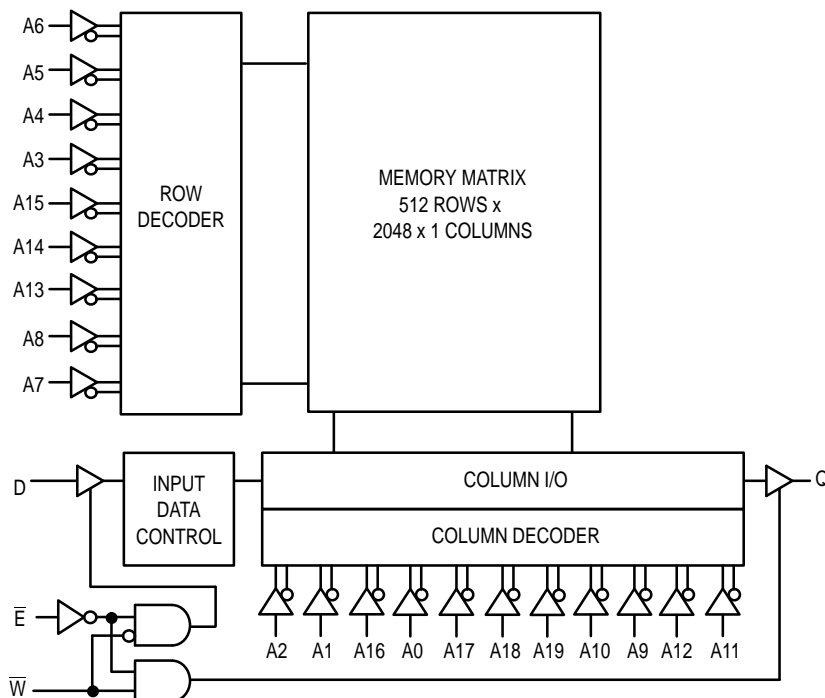 A6
A5
A4
A3
A15
A14
A13
A8
A7
ROW
DECODER
MEMORY MATRIX
512 ROWS x
2048 x 1 COLUMNS
D
INPUT
DATA
CONTROL
COLUMN I/O
COLUMN DECODER
Q
E̅
W̅
A2 A1 A16 A0 A17 A18 A19 A10 A9 A12 A11